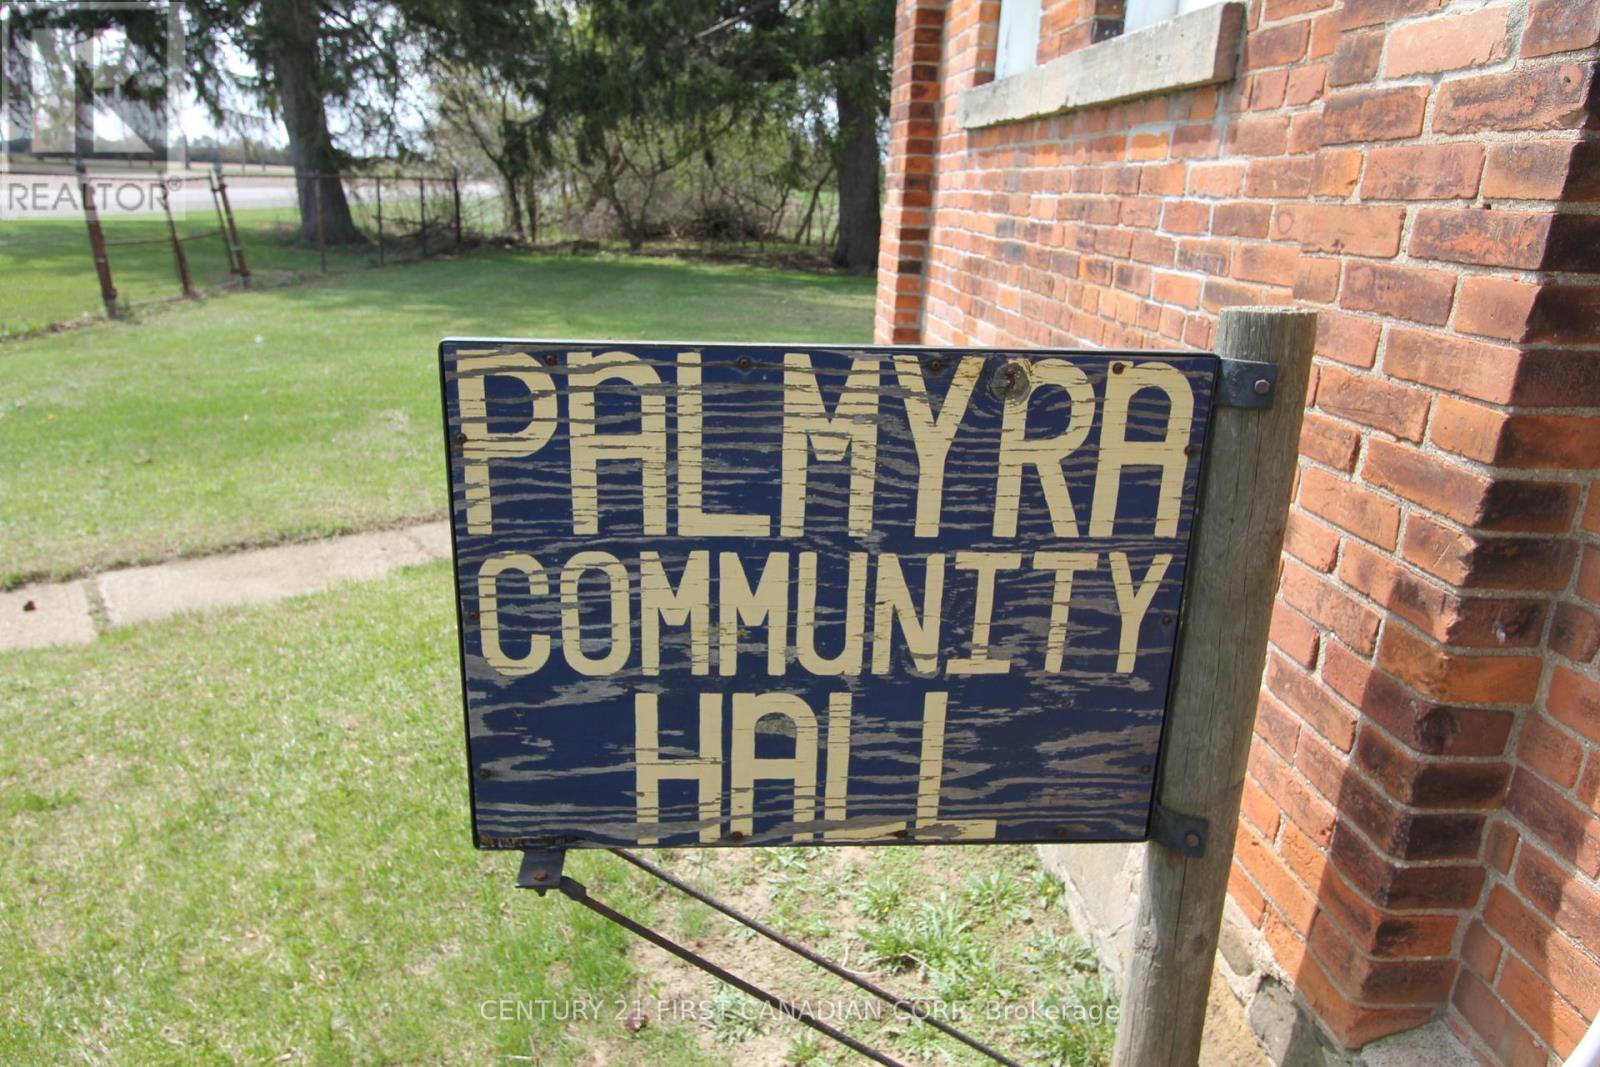 REALTOR®
PALMYRA
COMMUNITY
HALL
CENTURY 21 FIRST CANADIAN CORP., Brokerage